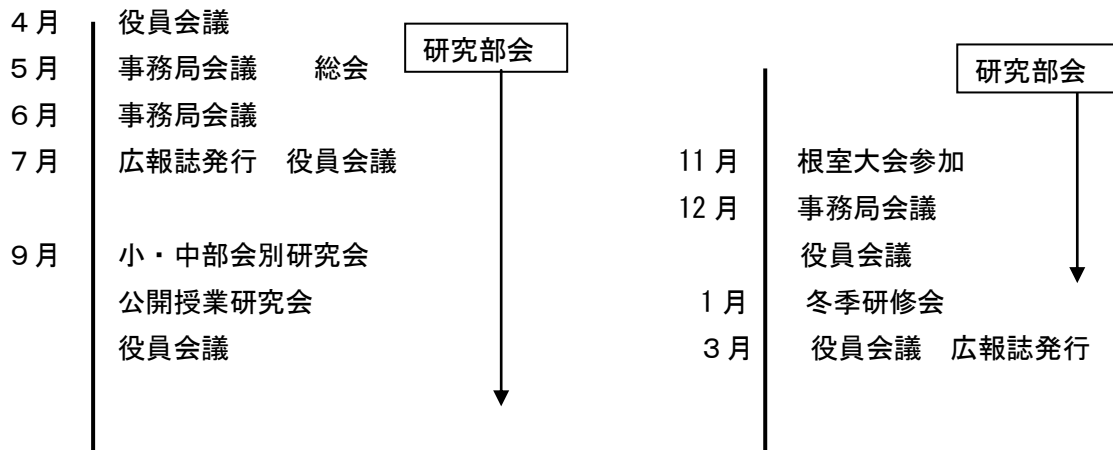 4月 役員会議
研究部会
5月 事務局会議 総会
6月 事務局会議
7月 広報誌発行 役員会議
9月 小・中部会別研究会
公開授業研究会
役員会議
研究部会
11月 根室大会参加
12月 事務局会議
役員会議
1月 冬季研修会
3月 役員会議 広報誌発行